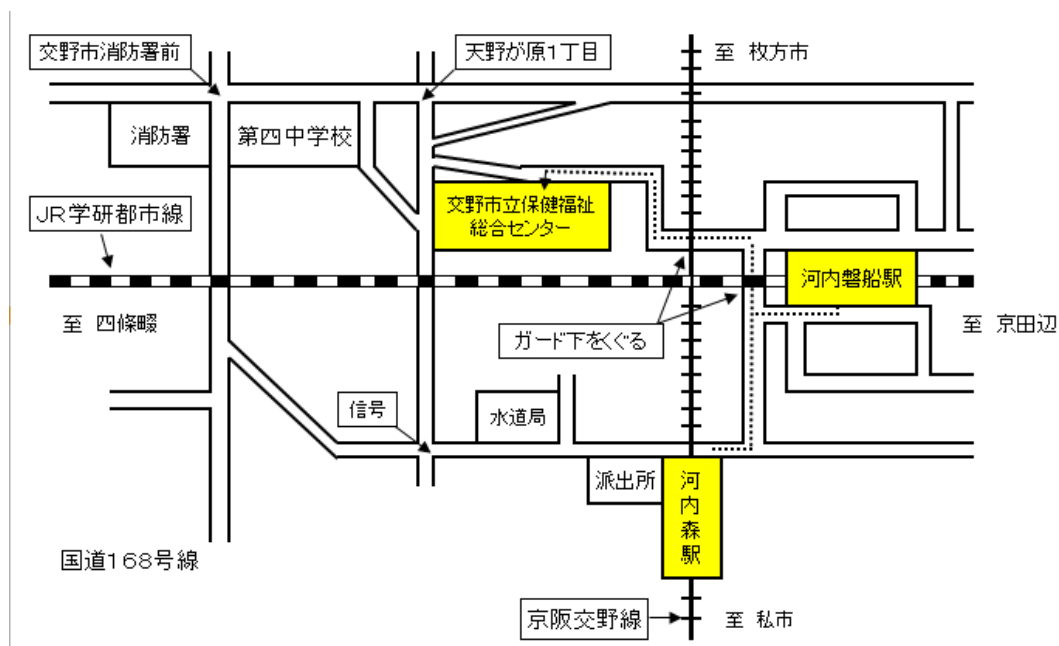 交野市消防署前
天野が原1丁目
至 枚方市
消防署
第四中学校
JR学研都市線
交野市立保健福祉
総合センター
河内磐船駅
至 四條畷
ガード下をくぐる
至 京田辺
信号
水道局
派出所
河内森駅
国道168号線
京阪交野線
至 私市